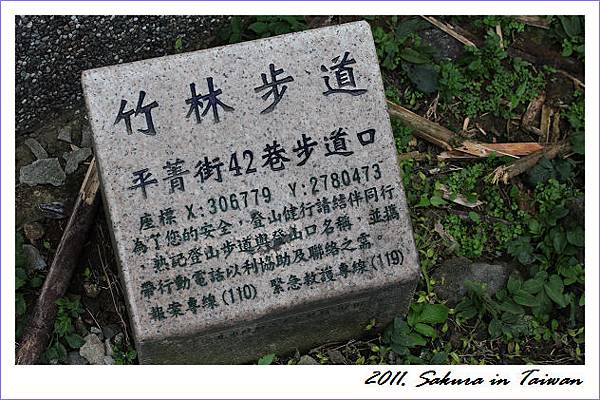 竹林步道
平菁街42巷步道口
座標 X:306779 Y:2780473
為了您的安全，登山健行請結伴同行
，熟記登山步道與登山口名稱，並攜
帶行動電話以利協助及聯絡之需。
報案專線(110) 緊急救護專線(119)
2011. Sakura in Taiwan